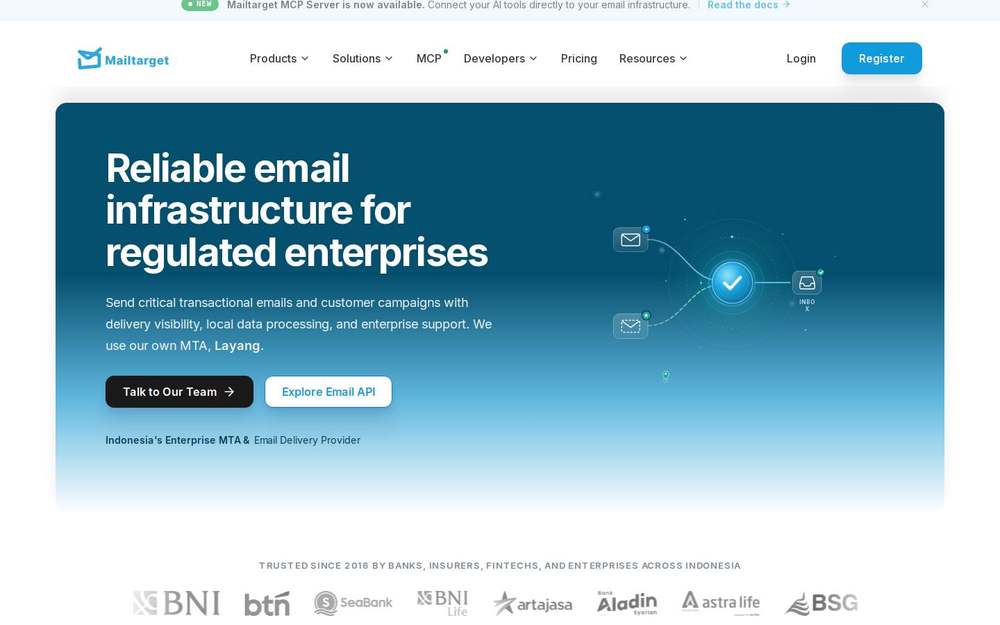 NEW Mailtarget MCP Server is now available. Connect your AI tools directly to your email infrastructure. Read the docs →
Mailtarget Products Solutions MCP Developers Pricing Resources Login Register
Reliable email
infrastructure for
regulated enterprises
Send critical transactional emails and customer campaigns with
delivery visibility, local data processing, and enterprise support. We
use our own MTA, Layang.
Talk to Our Team → Explore Email API
INBO
X
Indonesia's Enterprise MTA & Email Delivery Provider
TRUSTED SINCE 2016 BY BANKS, INSURERS, FINTECHS, AND ENTERPRISES ACROSS INDONESIA
BNI btn SeaBank BNI Life artajasa Bank Aladin Syariah astra life BSG